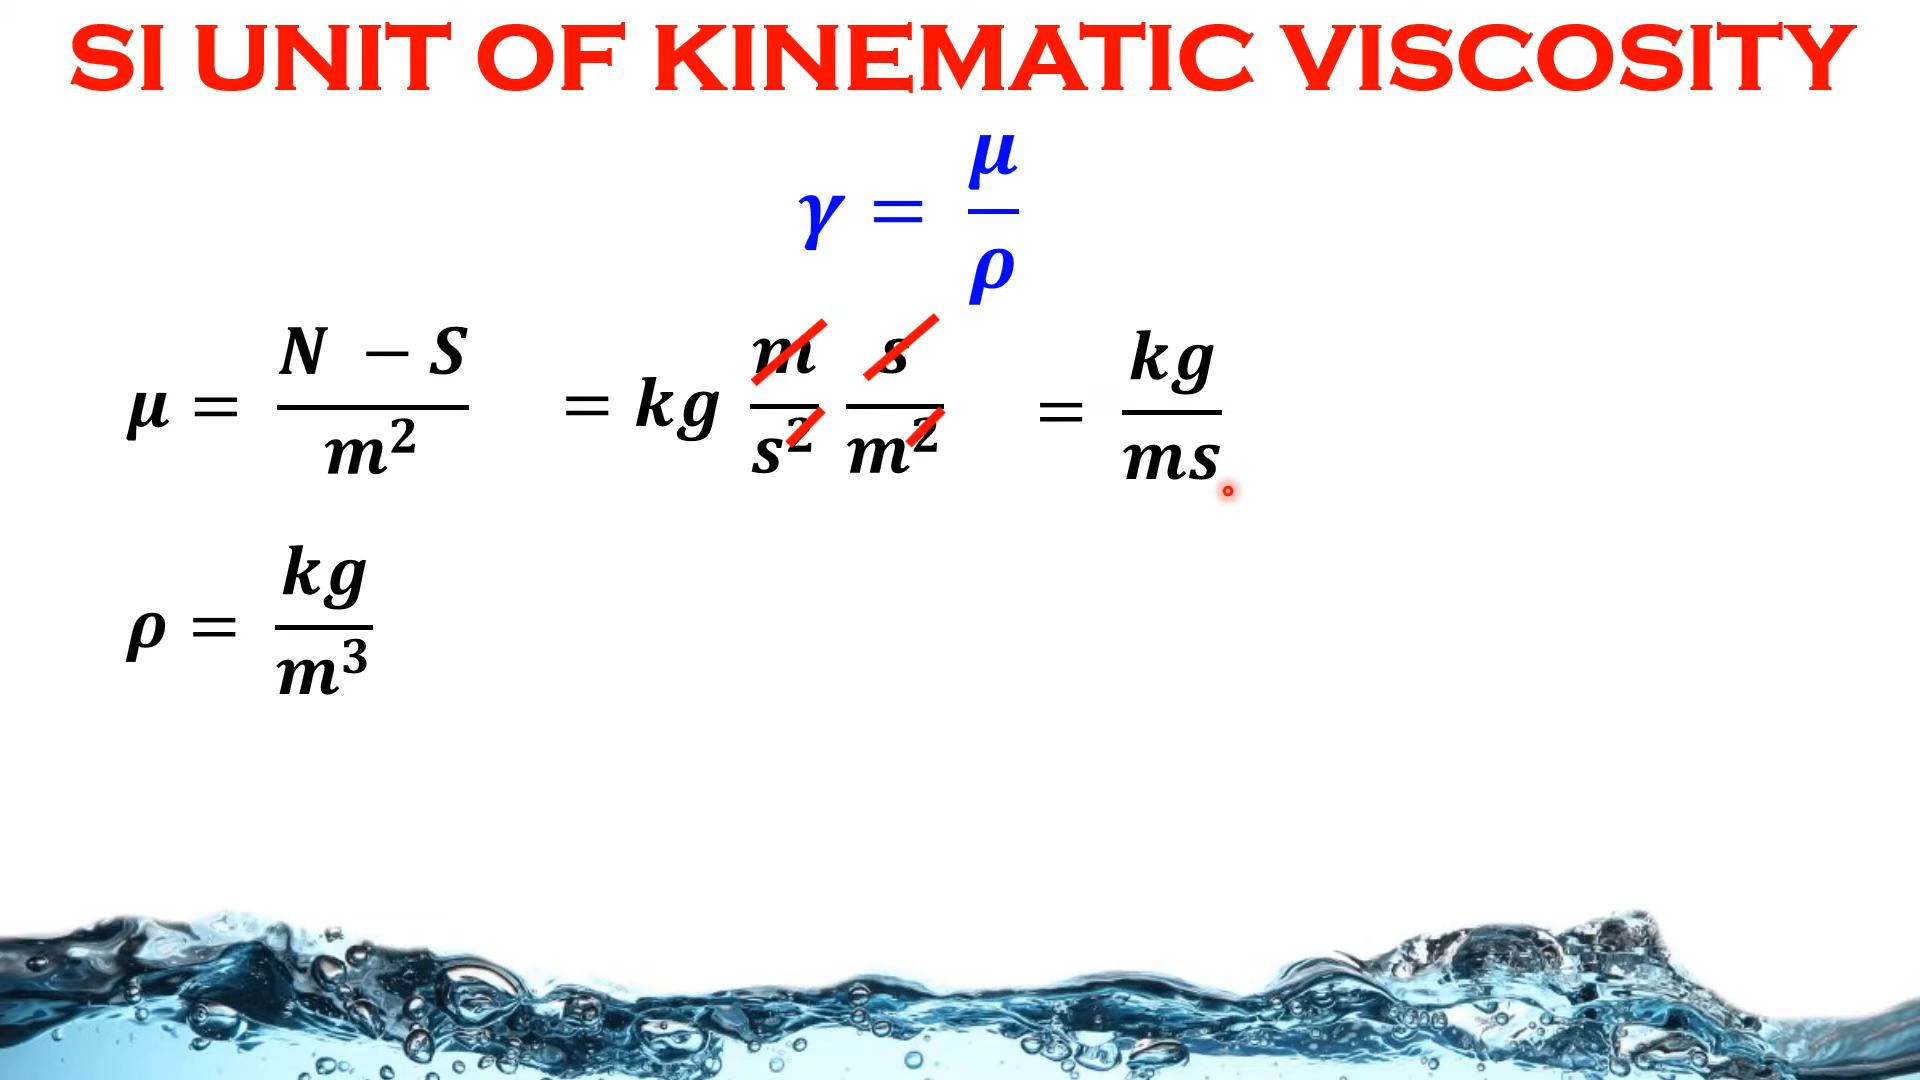 SI UNIT OF KINEMATIC VISCOSITY
γ = μ/ρ
μ = N - S/m² = kg m/s² s/m² = kg/ms
ρ = kg/m³